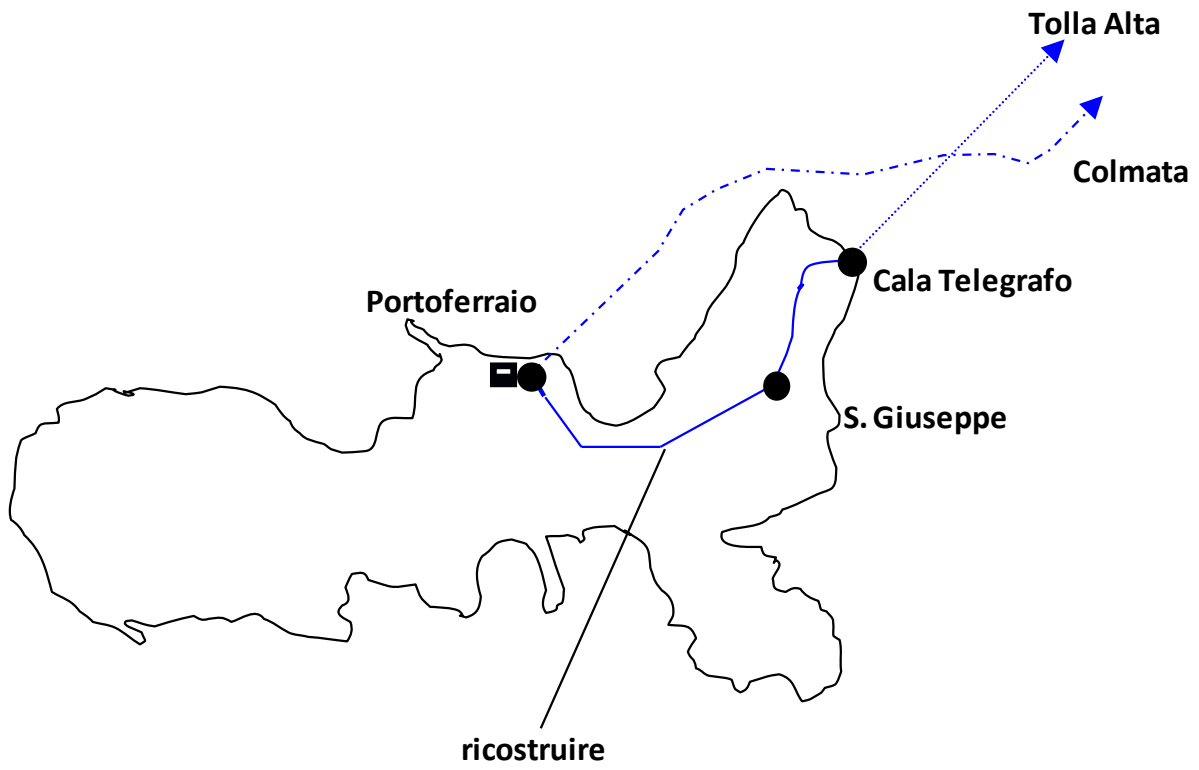 Tolla Alta
Colmata
Cala Telegrafo
Portoferraio
S. Giuseppe
ricostruire